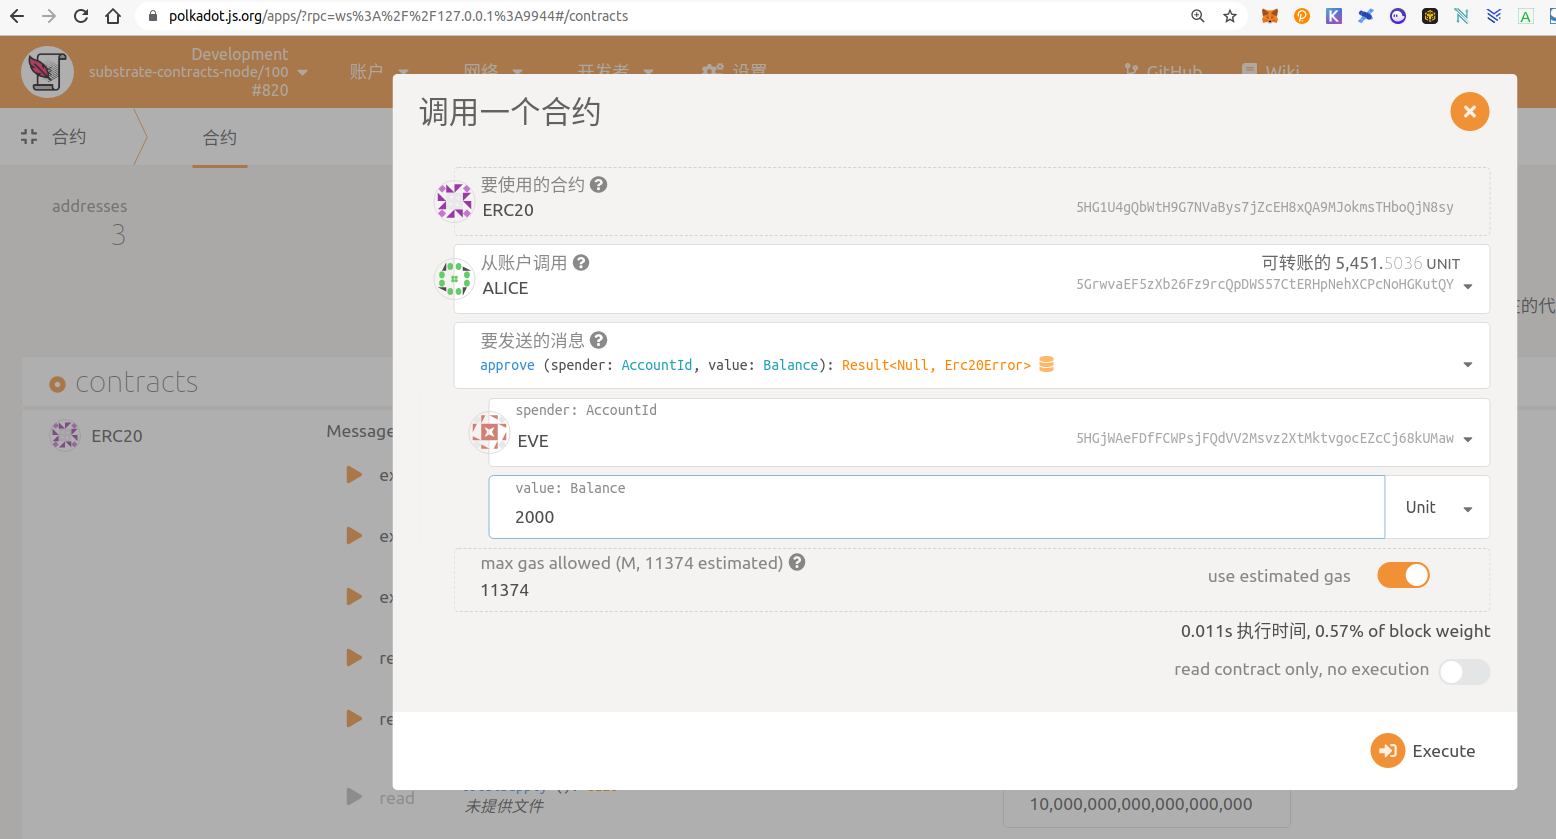 polkadot.js.org/apps/?rpc=ws%3A%2F%2F127.0.0.1%3A9944#/contracts
Development
substrate-contracts-node/100
#820
账户
网络
开发者
设置
GitHub
Wiki
合约
合约
addresses
3
contracts
ERC20
Message
ex
ex
ex
re
re
read
未提供文件
10,000,000,000,000,000,000
在的代
调用一个合约
要使用的合约
ERC20
5HG1U4gQbWtH9G7NVaBys7jZcEH8xQA9MJokmsTHboQjN8sy
从账户调用
ALICE
可转账的 5,451.5036 UNIT
5GrwvaEF5zXb26Fz9rcQpDWS57CtERHpNehXCPcNoHGKutQY
要发送的消息
approve (spender: AccountId, value: Balance): Result<Null, Erc20Error>
spender: AccountId
EVE
5HGjWAeFDfFCWPsjFQdVV2Msvz2XtMktvgocEZcCj68kUMaw
value: Balance
2000
Unit
max gas allowed (M, 11374 estimated)
11374
use estimated gas
0.011s 执行时间, 0.57% of block weight
read contract only, no execution
Execute